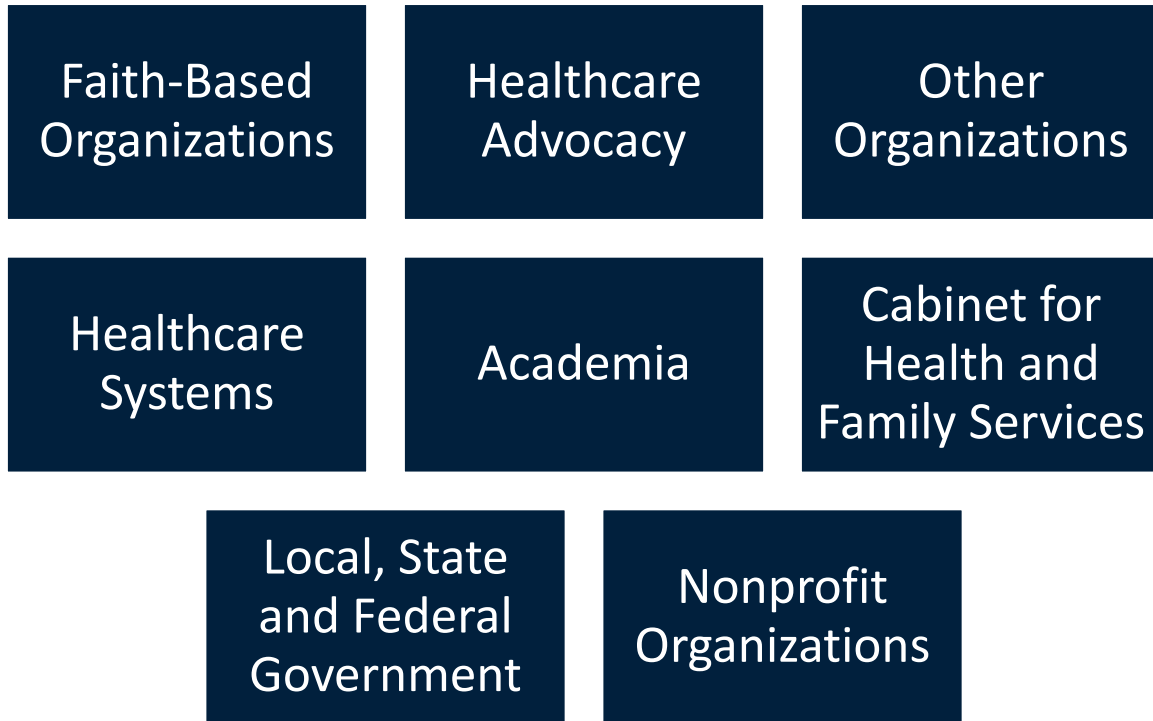 Faith-Based
Organizations
Healthcare
Advocacy
Other
Organizations
Healthcare
Systems
Academia
Cabinet for
Health and
Family Services
Local, State
and Federal
Government
Nonprofit
Organizations